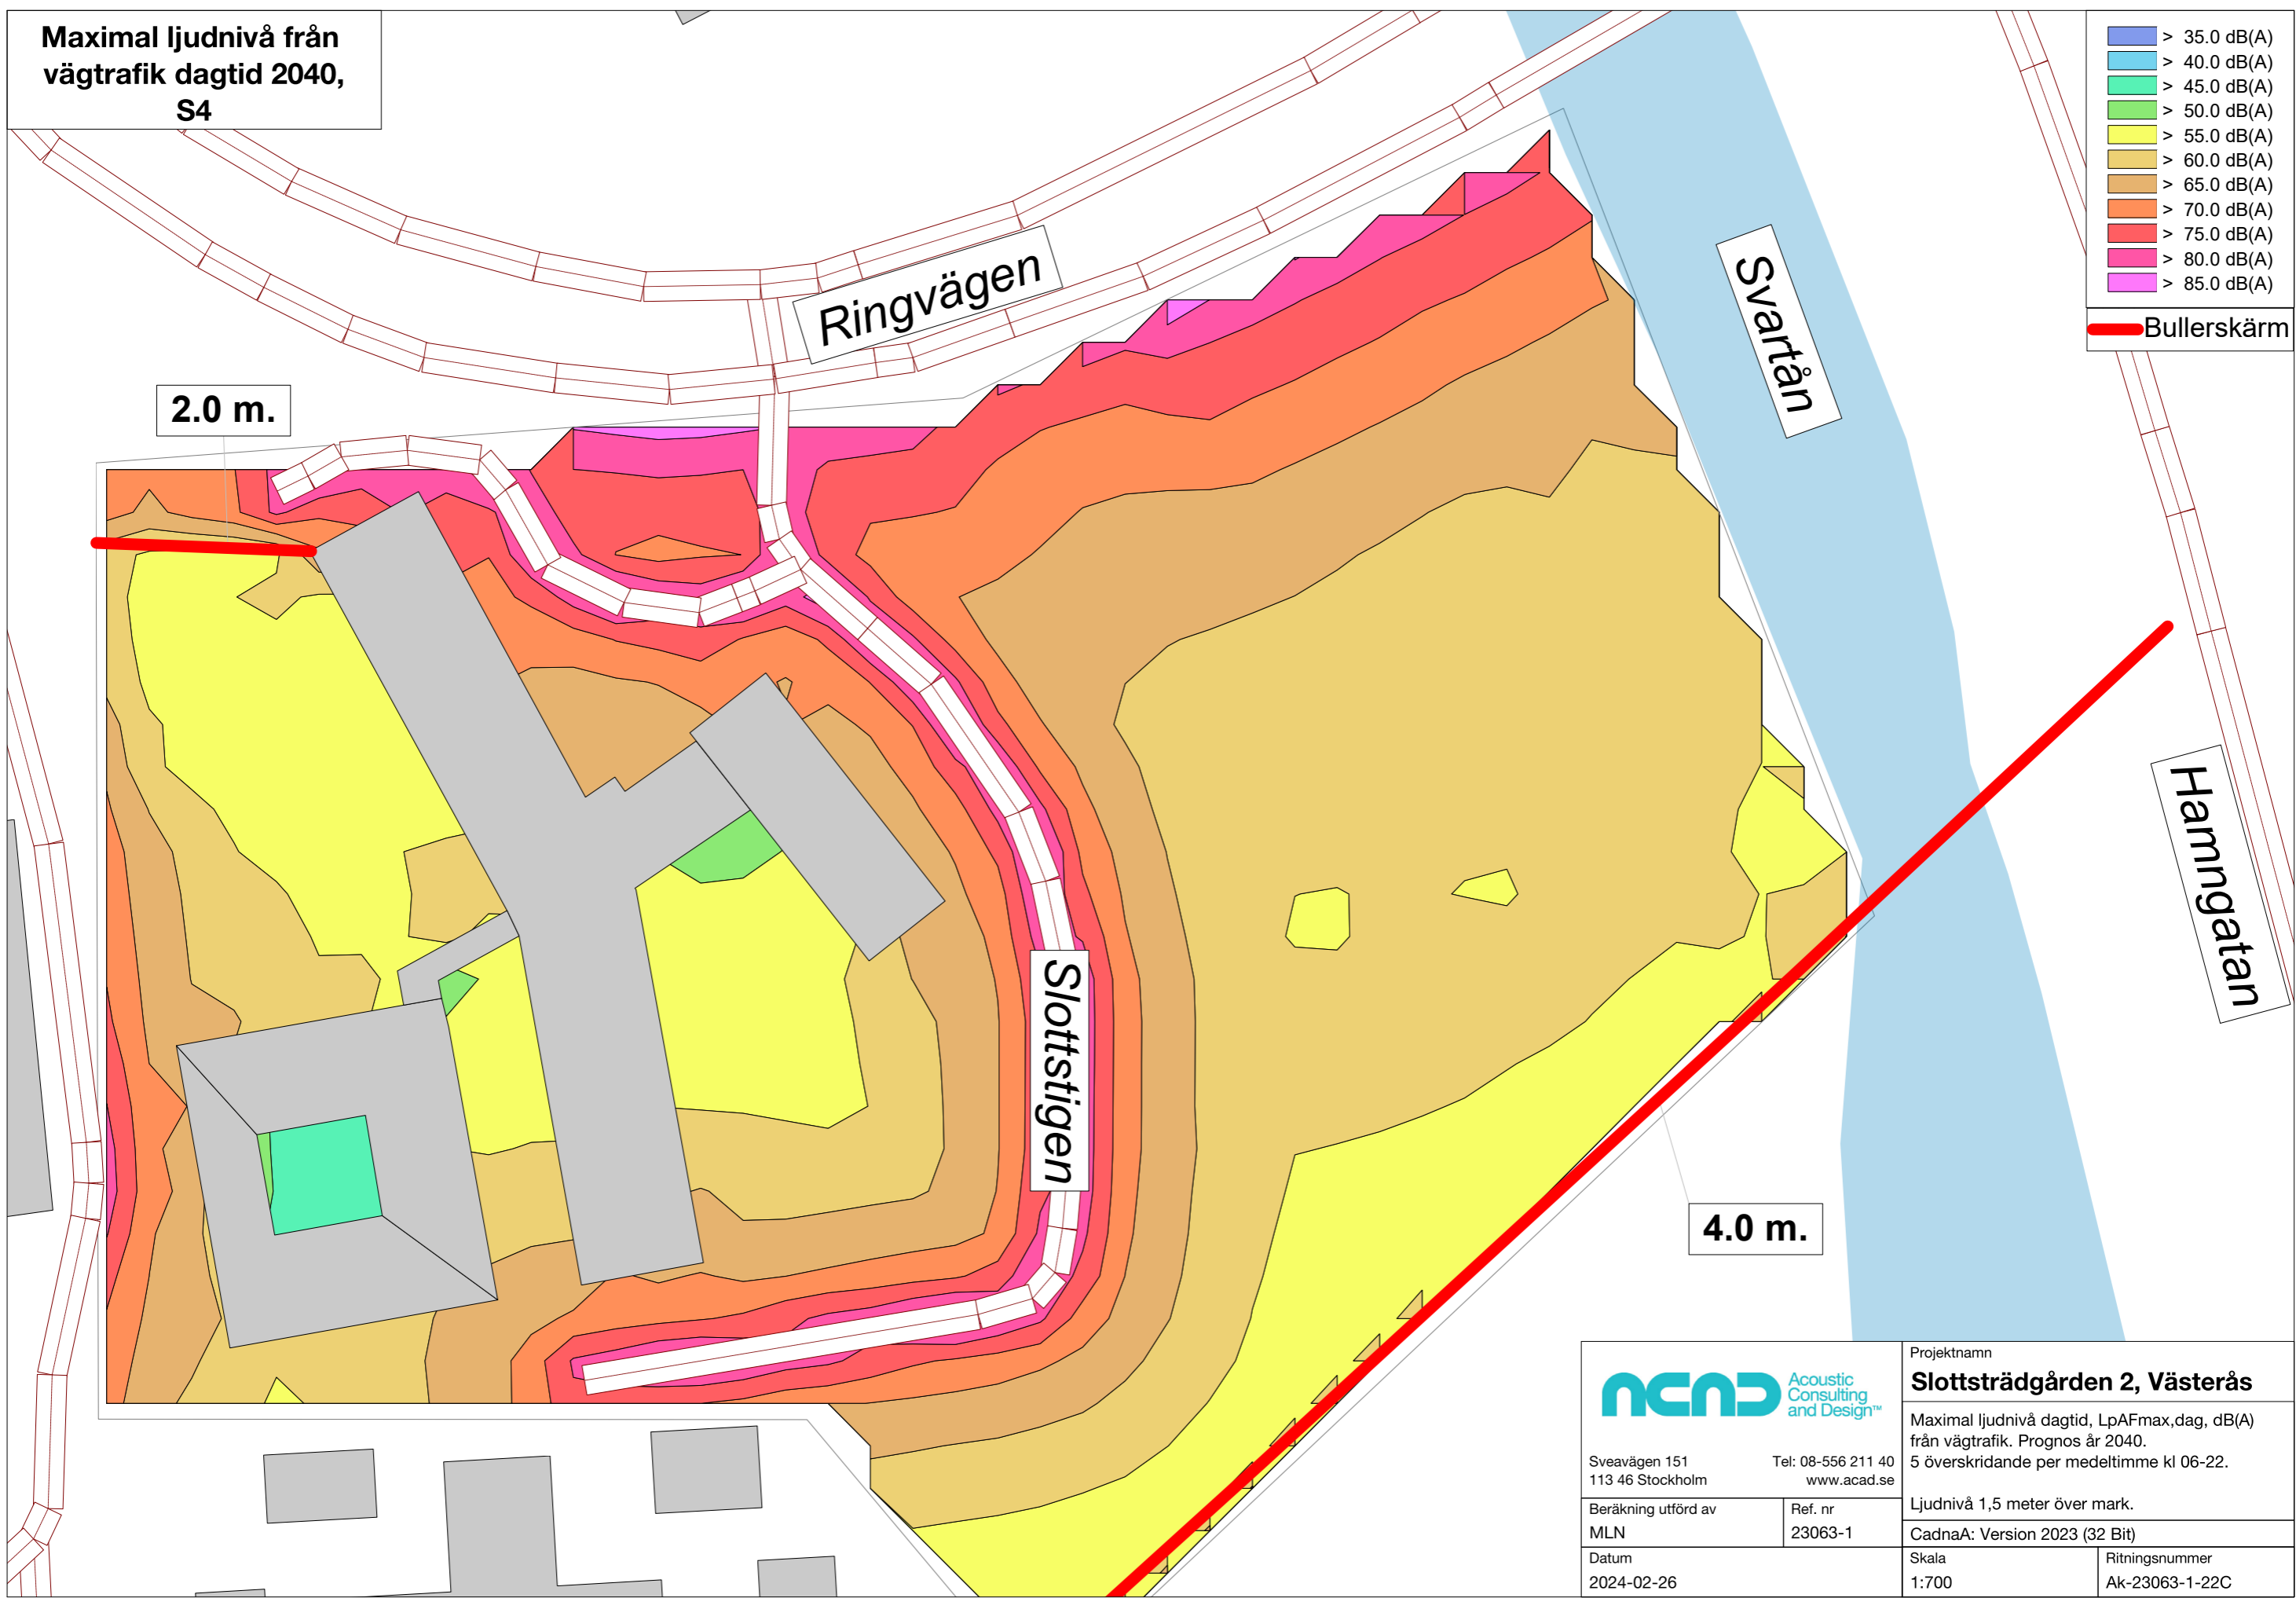 Maximal ljudnivå från
vägtrafik dagtid 2040,
S4
> 35.0 dB(A)
> 40.0 dB(A)
> 45.0 dB(A)
> 50.0 dB(A)
> 55.0 dB(A)
> 60.0 dB(A)
> 65.0 dB(A)
> 70.0 dB(A)
> 75.0 dB(A)
> 80.0 dB(A)
> 85.0 dB(A)
Bullerskärm
Ringvägen
Svartån
2.0 m.
Hamngatan
Slottstigen
4.0 m.
ACAD Acoustic
Consulting
and Design™
Sveavägen 151 Tel: 08-556 211 40
113 46 Stockholm www.acad.se
Beräkning utförd av
MLN
Ref. nr
23063-1
Datum
2024-02-26
Projektnamn
Slottsträdgården 2, Västerås
Maximal ljudnivå dagtid, LpAFmax,dag, dB(A)
från vägtrafik. Prognos år 2040.
5 överskridande per medeltimme kl 06-22.
Ljudnivå 1,5 meter över mark.
CadnaA: Version 2023 (32 Bit)
Skala
1:700
Ritningsnummer
Ak-23063-1-22C